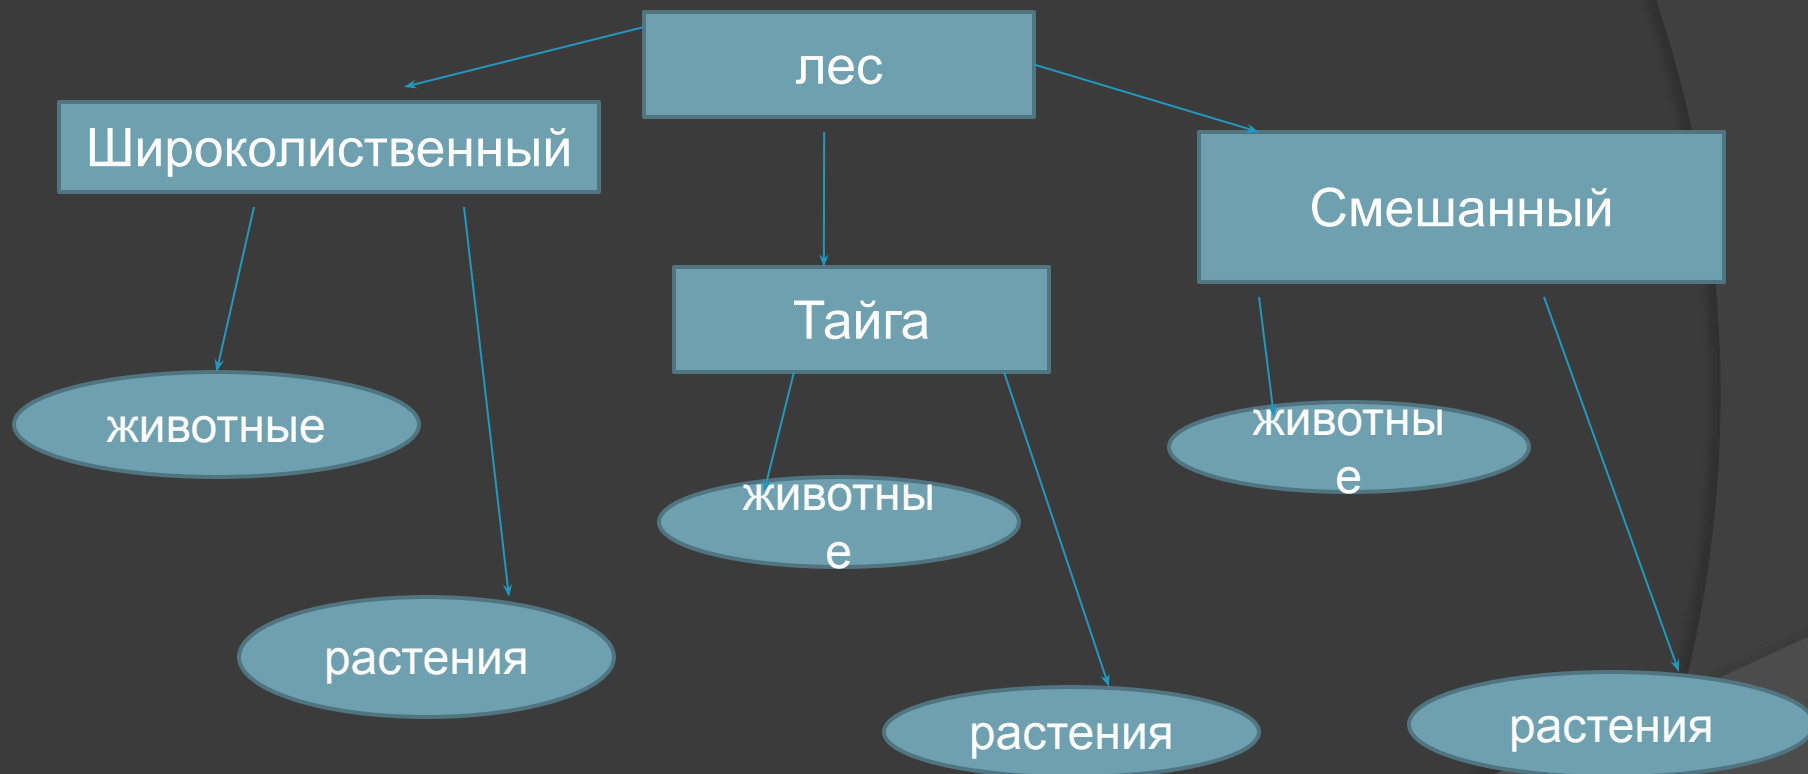 лес
Широколиственный
Смешанный
Тайга
животные
животны
е
животны
е
растения
растения
растения